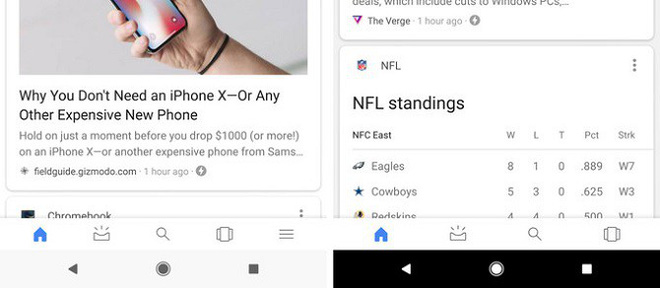 Why You Don't Need an iPhone X—Or Any
Other Expensive New Phone
Hold on just a moment before you drop $1000 (or more!)
on an iPhone X—or another expensive phone from Sams...
fieldguide.gizmodo.com · 1 hour ago ·
Chromebook
deals, which include cuts to Windows PCs,...
The Verge · 1 hour ago ·
NFL
NFL standings
NFC East W L T Pct Strk
Eagles 8 1 0 .889 W7
Cowboys 5 3 0 .625 W3
Redskins 4 4 0 .500 W1